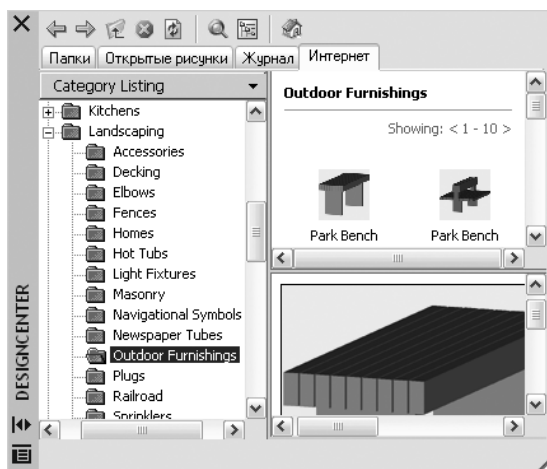 Папки Открытые рисунки Журнал Интернет
Category Listing
Kitchens
Landscaping
Accessories
Decking
Elbows
Fences
Homes
Hot Tubs
Light Fixtures
Masonry
Navigational Symbols
Newspaper Tubes
Outdoor Furnishings
Plugs
Railroad
Sprinklers
Outdoor Furnishings
Showing: < 1 - 10 >
Park Bench Park Bench
DESIGNCENTER